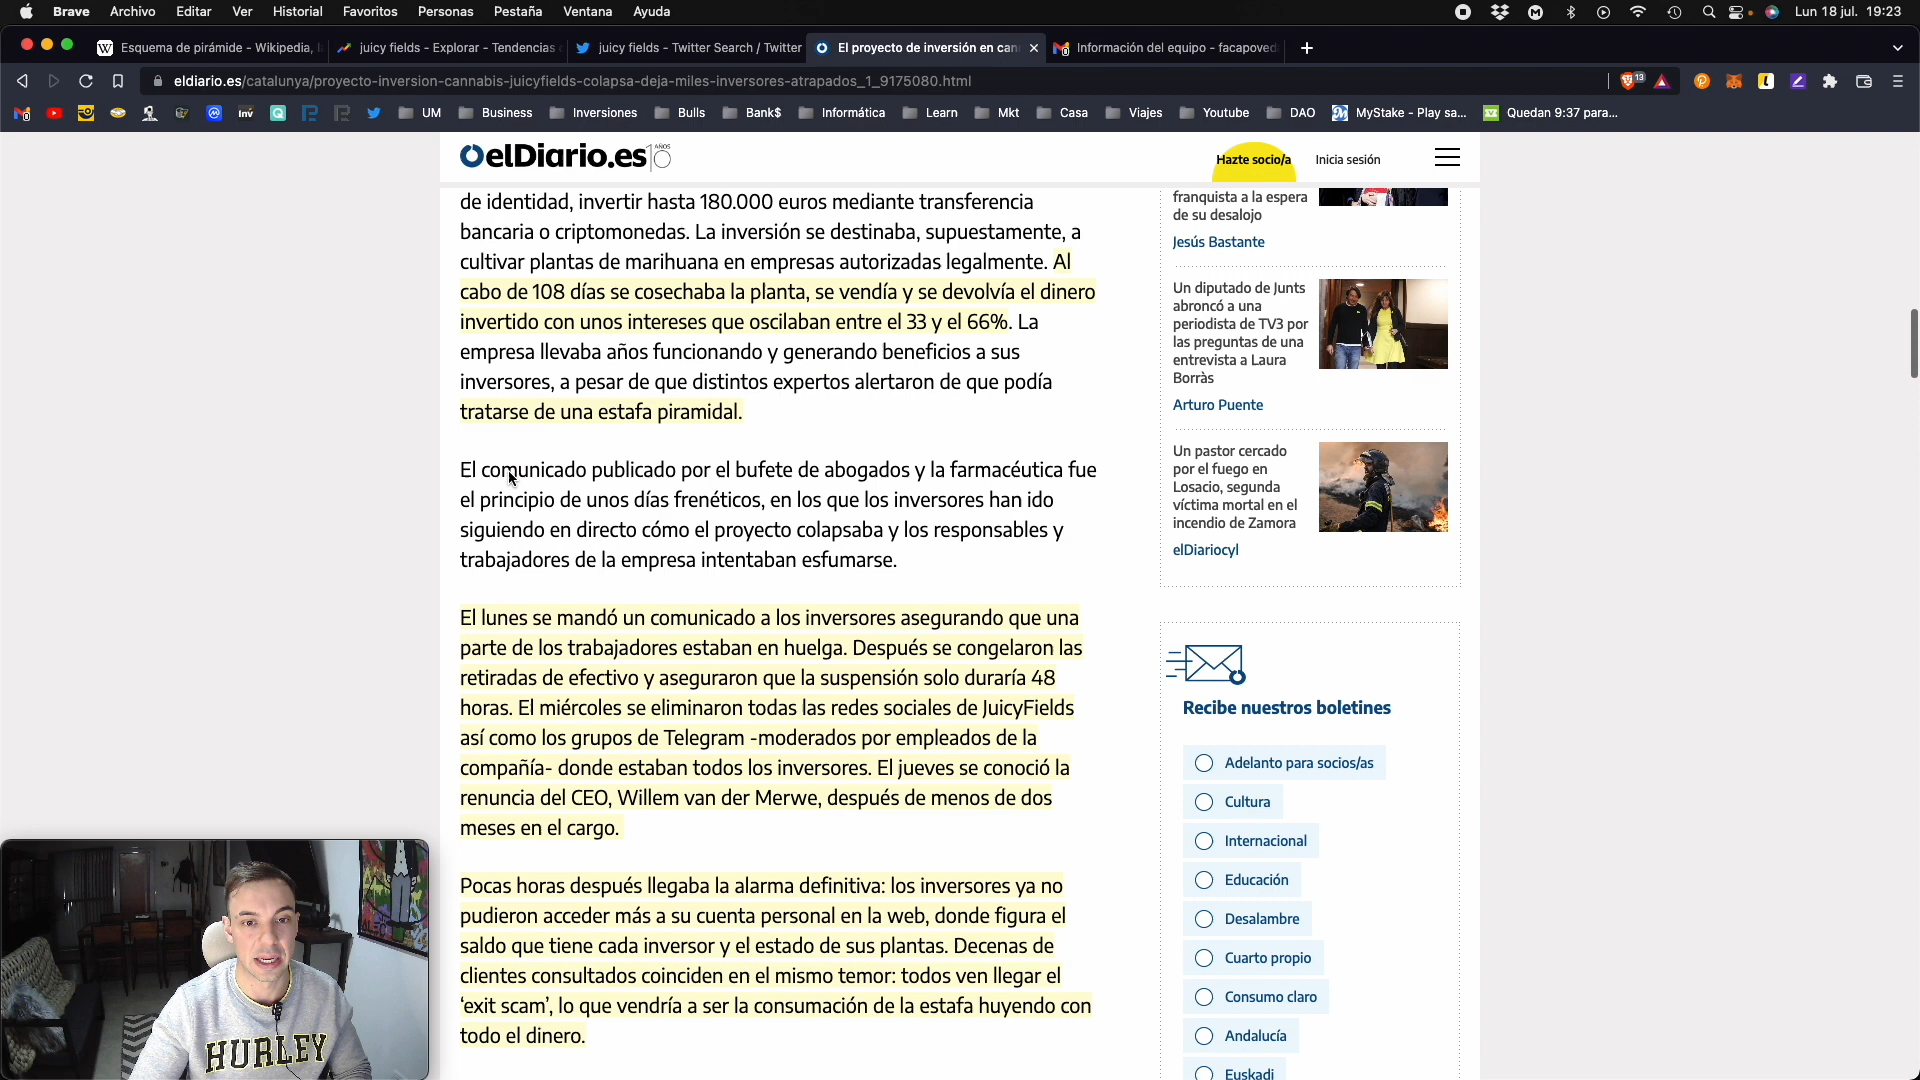 Brave Archivo Editar Ver Historial Favoritos Personas Pestaña Ventana Ayuda
Lun 18 jul. 19:23
Esquema de pirámide - Wikipedia, l
juicy fields - Explorar - Tendencias
juicy fields - Twitter Search / Twitter
El proyecto de inversión en can
Información del equipo - facapoved
eldiario.es/catalunya/proyecto-inversion-cannabis-juicyfields-colapsa-deja-miles-inversores-atrapados_1_9175080.html
13
UM Business Inversiones Bulls Bank$ Informática Learn Mkt Casa Viajes Youtube DAO MyStake - Play sa... Quedan 9:37 para...
elDiario.es
10 AÑOS
Hazte socio/a
Inicia sesión
de identidad, invertir hasta 180.000 euros mediante transferencia
bancaria o criptomonedas. La inversión se destinaba, supuestamente, a
cultivar plantas de marihuana en empresas autorizadas legalmente. Al
cabo de 108 días se cosechaba la planta, se vendía y se devolvía el dinero
invertido con unos intereses que oscilaban entre el 33 y el 66%. La
empresa llevaba años funcionando y generando beneficios a sus
inversores, a pesar de que distintos expertos alertaron de que podía
tratarse de una estafa piramidal.
El comunicado publicado por el bufete de abogados y la farmacéutica fue
el principio de unos días frenéticos, en los que los inversores han ido
siguiendo en directo cómo el proyecto colapsaba y los responsables y
trabajadores de la empresa intentaban esfumarse.
El lunes se mandó un comunicado a los inversores asegurando que una
parte de los trabajadores estaban en huelga. Después se congelaron las
retiradas de efectivo y aseguraron que la suspensión solo duraría 48
horas. El miércoles se eliminaron todas las redes sociales de JuicyFields
así como los grupos de Telegram -moderados por empleados de la
compañía- donde estaban todos los inversores. El jueves se conoció la
renuncia del CEO, Willem van der Merwe, después de menos de dos
meses en el cargo.
Pocas horas después llegaba la alarma definitiva: los inversores ya no
pudieron acceder más a su cuenta personal en la web, donde figura el
saldo que tiene cada inversor y el estado de sus plantas. Decenas de
clientes consultados coinciden en el mismo temor: todos ven llegar el
‘exit scam’, lo que vendría a ser la consumación de la estafa huyendo con
todo el dinero.
franquista a la espera
de su desalojo
Jesús Bastante
Un diputado de Junts
abroncó a una
periodista de TV3 por
las preguntas de una
entrevista a Laura
Borràs
Arturo Puente
Un pastor cercado
por el fuego en
Losacio, segunda
víctima mortal en el
incendio de Zamora
elDiariocyl
Recibe nuestros boletines
Adelanto para socios/as
Cultura
Internacional
Educación
Desalambre
Cuarto propio
Consumo claro
Andalucía
Euskadi
HURLEY